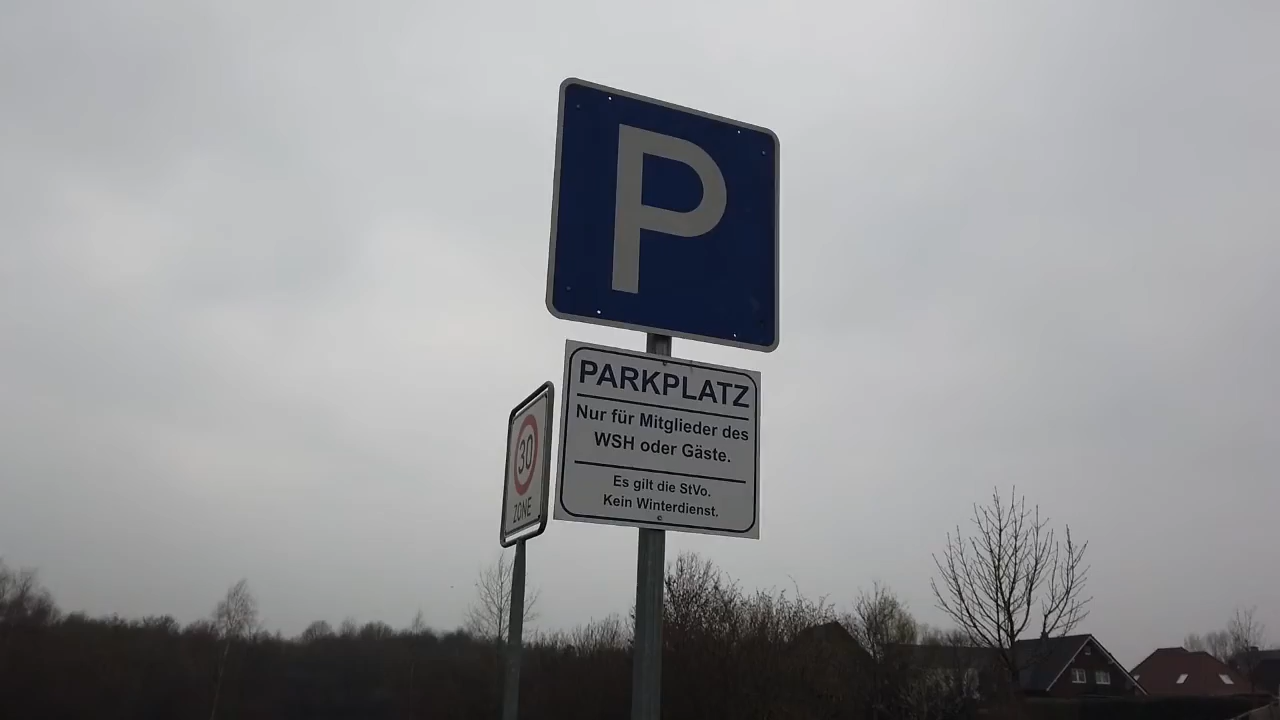 P
PARKPLATZ
Nur für Mitglieder des
WSH oder Gäste.
Es gilt die StVo.
Kein Winterdienst.
30
ZONE